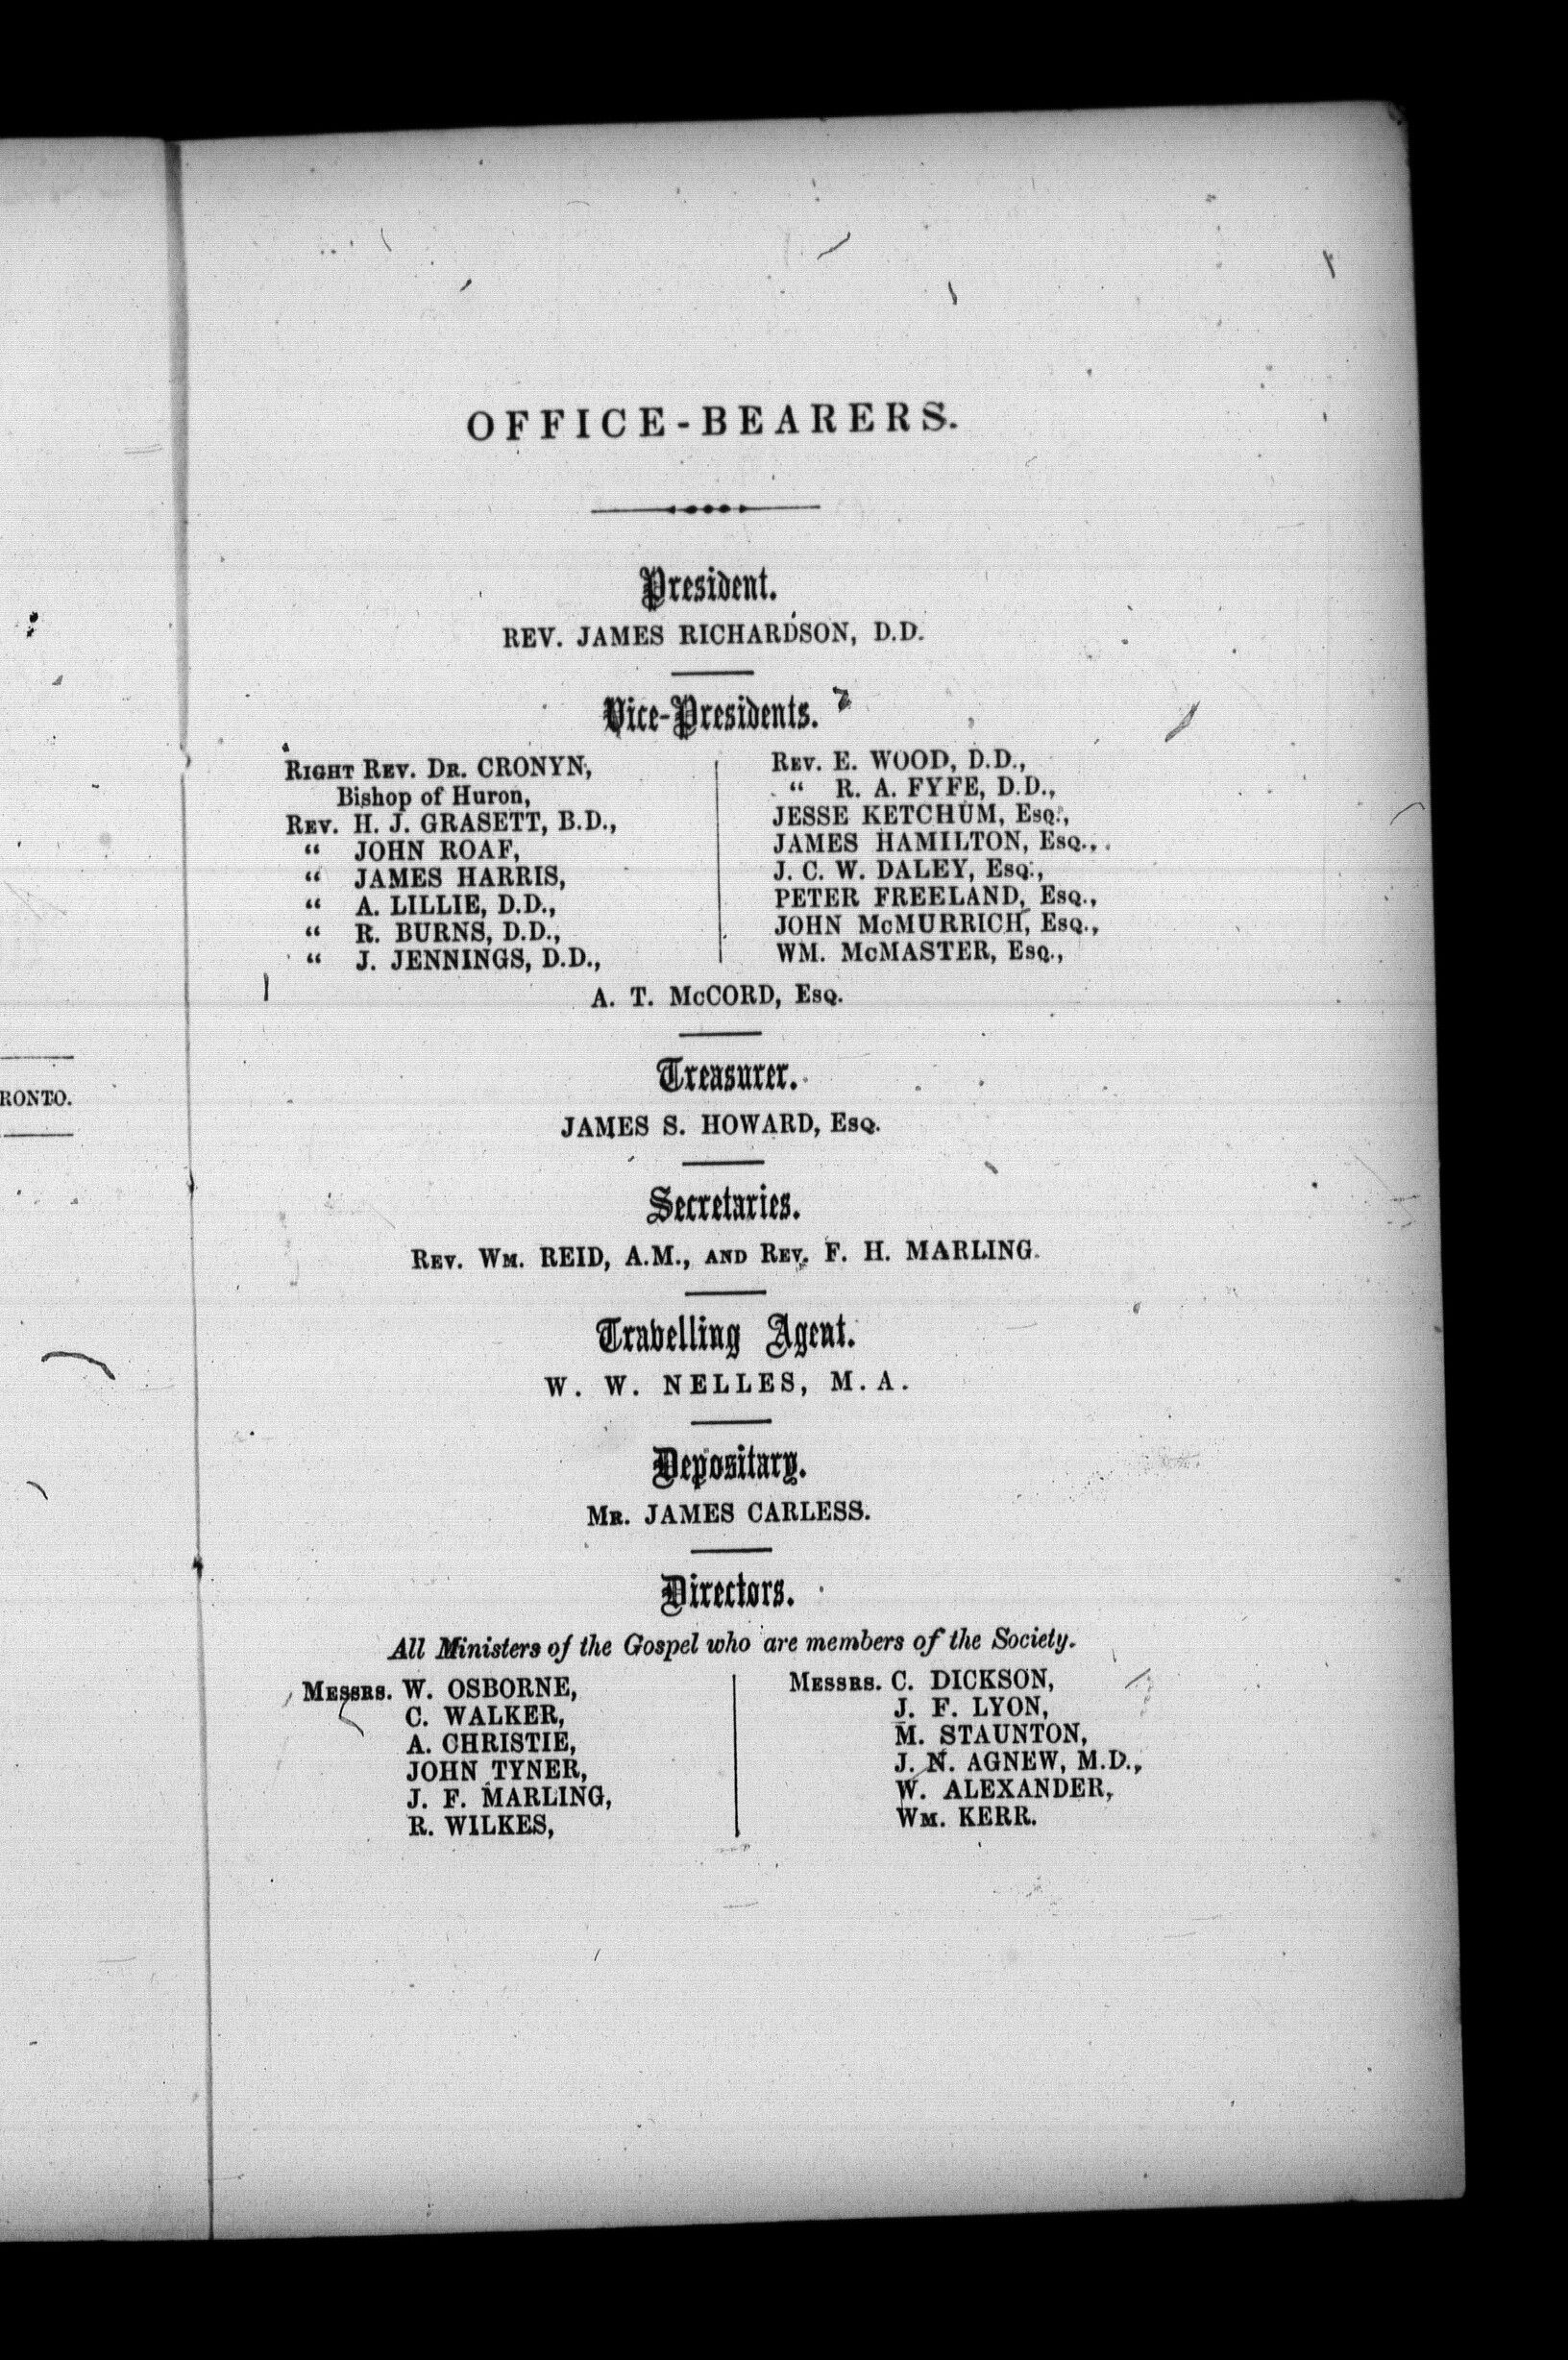 RONTO.
OFFICE-BEARERS.
President.
REV. JAMES RICHARDSON, D.D.
Vice-Presidents.
RIGHT REV. DR. CRONYN,
Bishop of Huron,
REV. H. J. GRASETT, B.D.,
“ JOHN ROAF,
“ JAMES HARRIS,
“ A. LILLIE, D.D.,
“ R. BURNS, D.D.,
“ J. JENNINGS, D.D.,
REV. E. WOOD, D.D.,
“ R. A. FYFE, D.D.,
JESSE KETCHUM, ESQ.,
JAMES HAMILTON, ESQ.,
J. C. W. DALEY, ESQ.,
PETER FREELAND, ESQ.,
JOHN McMURRICH, ESQ.,
WM. McMASTER, ESQ.,
A. T. McCORD, ESQ.
Treasurer.
JAMES S. HOWARD, ESQ.
Secretaries.
REV. WM. REID, A.M., AND REV. F. H. MARLING.
Travelling Agent.
W. W. NELLES, M.A.
Depositary.
MR. JAMES CARLESS.
Directors.
All Ministers of the Gospel who are members of the Society.
MESSRS. W. OSBORNE,
C. WALKER,
A. CHRISTIE,
JOHN TYNER,
J. F. MARLING,
R. WILKES,
MESSRS. C. DICKSON,
J. F. LYON,
M. STAUNTON,
J. N. AGNEW, M.D.,
W. ALEXANDER,
WM. KERR.